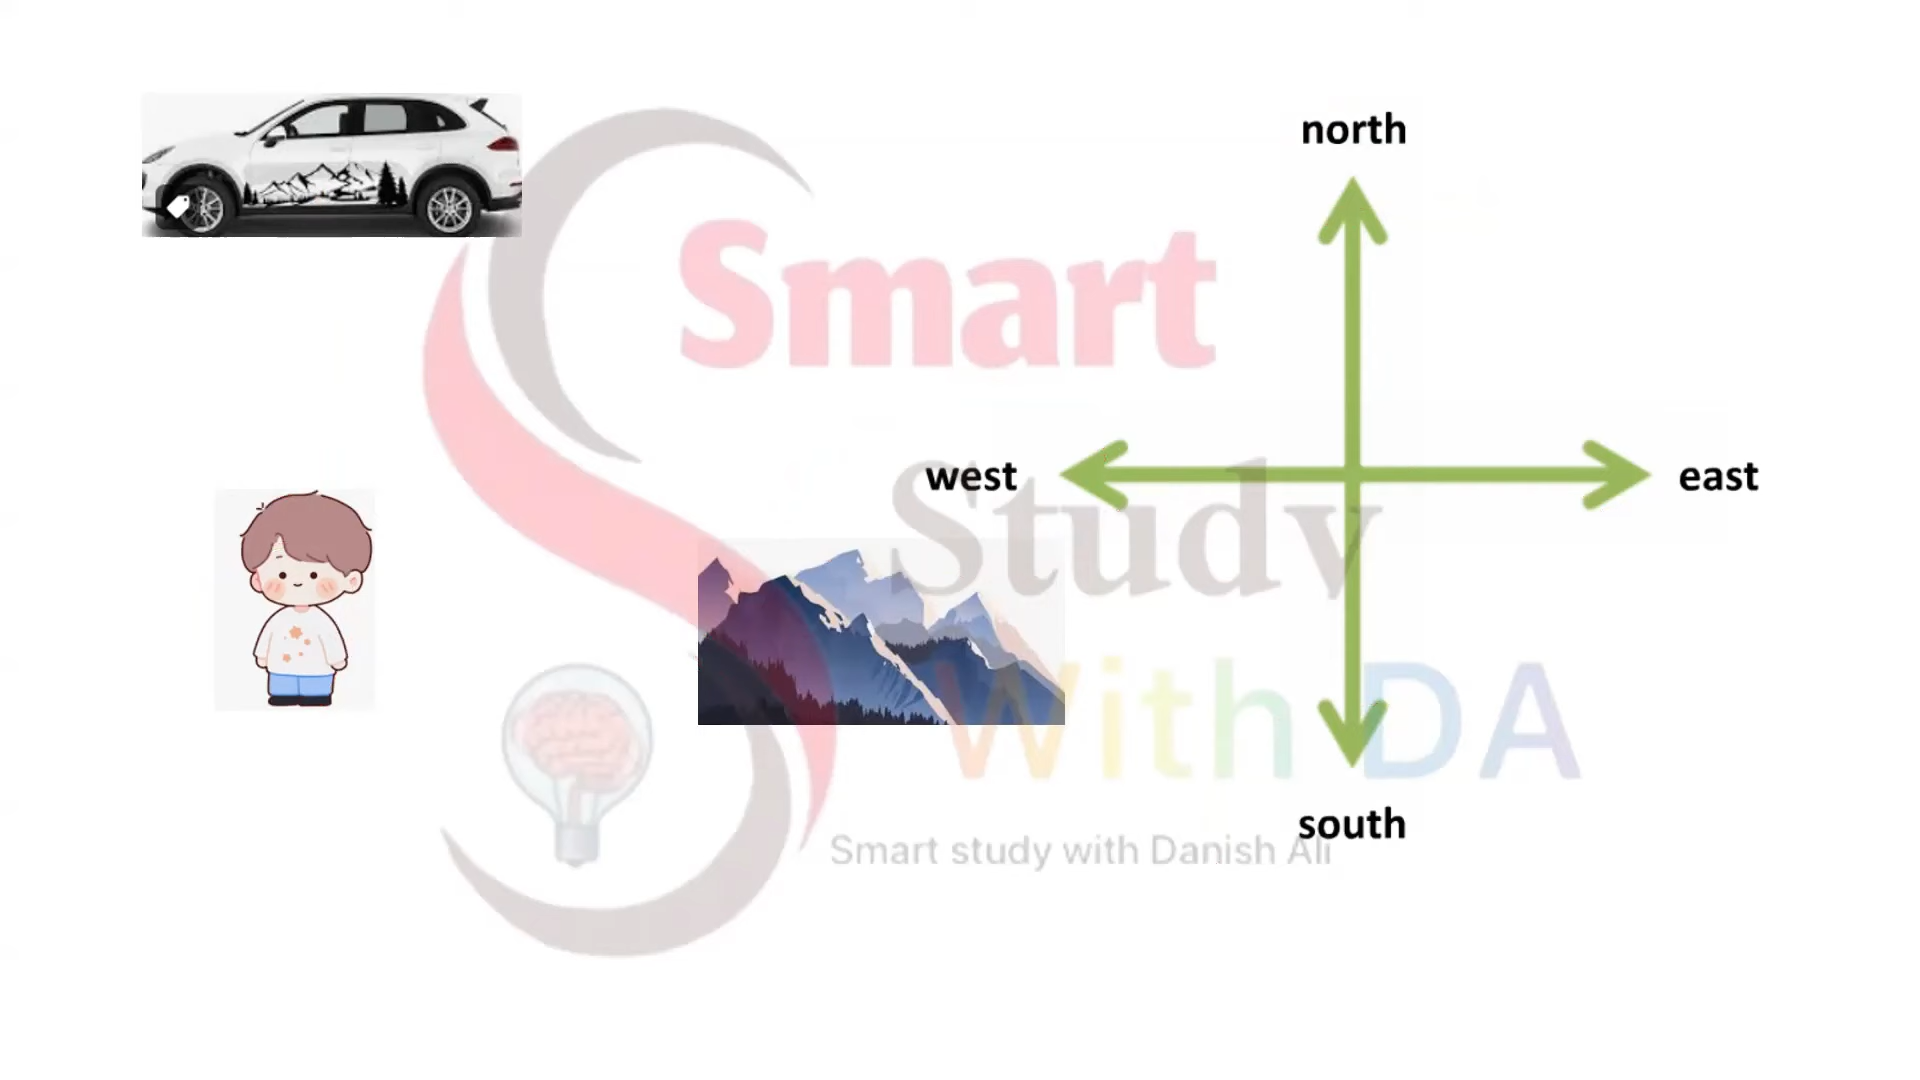 north
Smart
west
east
Study
With DA
south
Smart study with Danish Ali